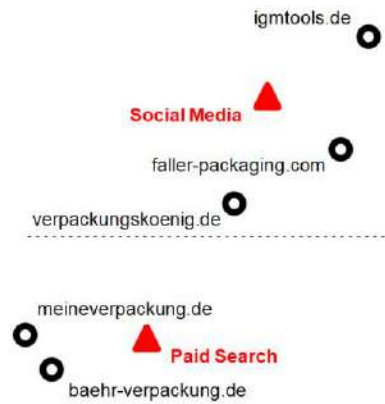 igmtools.de
Social Media
faller-packaging.com
verpackungskoenig.de
meineverpackung.de
Paid Search
baehr-verpackung.de